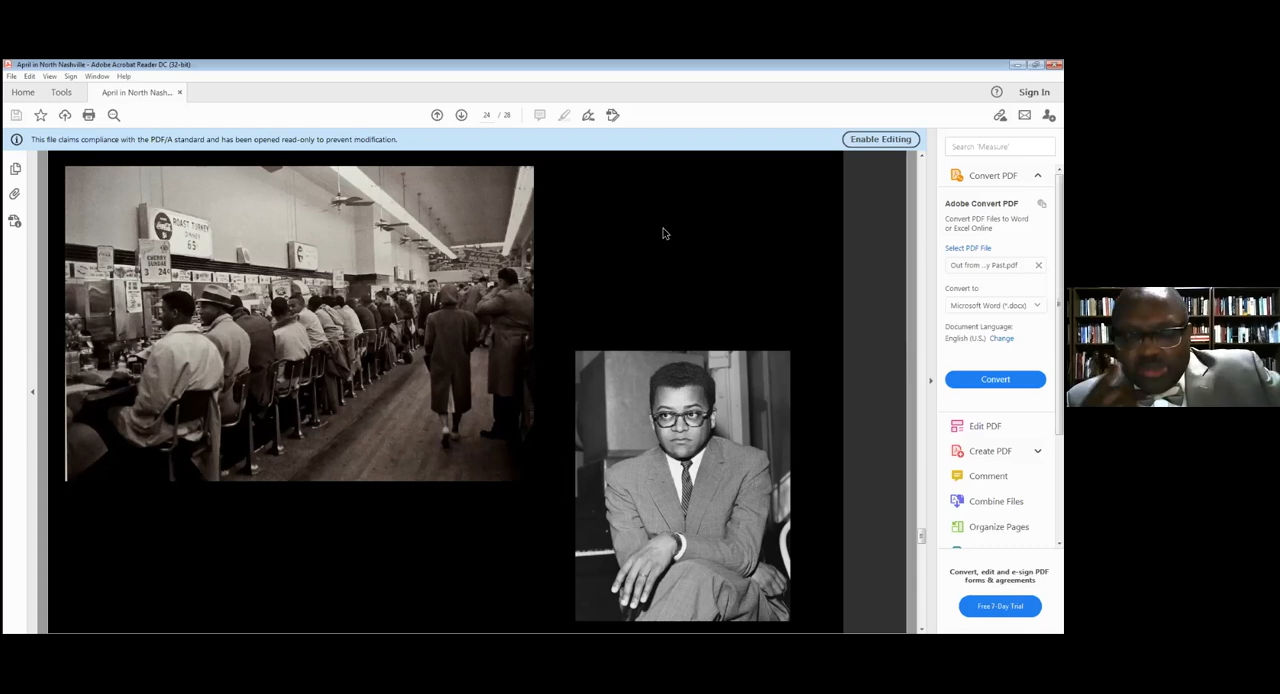 April in North Nashville - Adobe Acrobat Reader DC (32-bit)
File Edit View Sign Window Help
Home Tools April in North Nash... ×
Sign In
24 / 28
This file claims compliance with the PDF/A standard and has been opened read-only to prevent modification.
Enable Editing
ROAST TURKEY
DINNER
65¢
CHERRY
SUNDAE
Search 'Measure'
Convert PDF
Adobe Convert PDF
Convert PDF Files to Word
or Excel Online
Select PDF File
Out from ...y Past.pdf
Convert to
Microsoft Word (*.docx)
Document Language:
English (U.S.) Change
Convert
Edit PDF
Create PDF
Comment
Combine Files
Organize Pages
Convert, edit and e-sign PDF
forms & agreements
Free 7-Day Trial